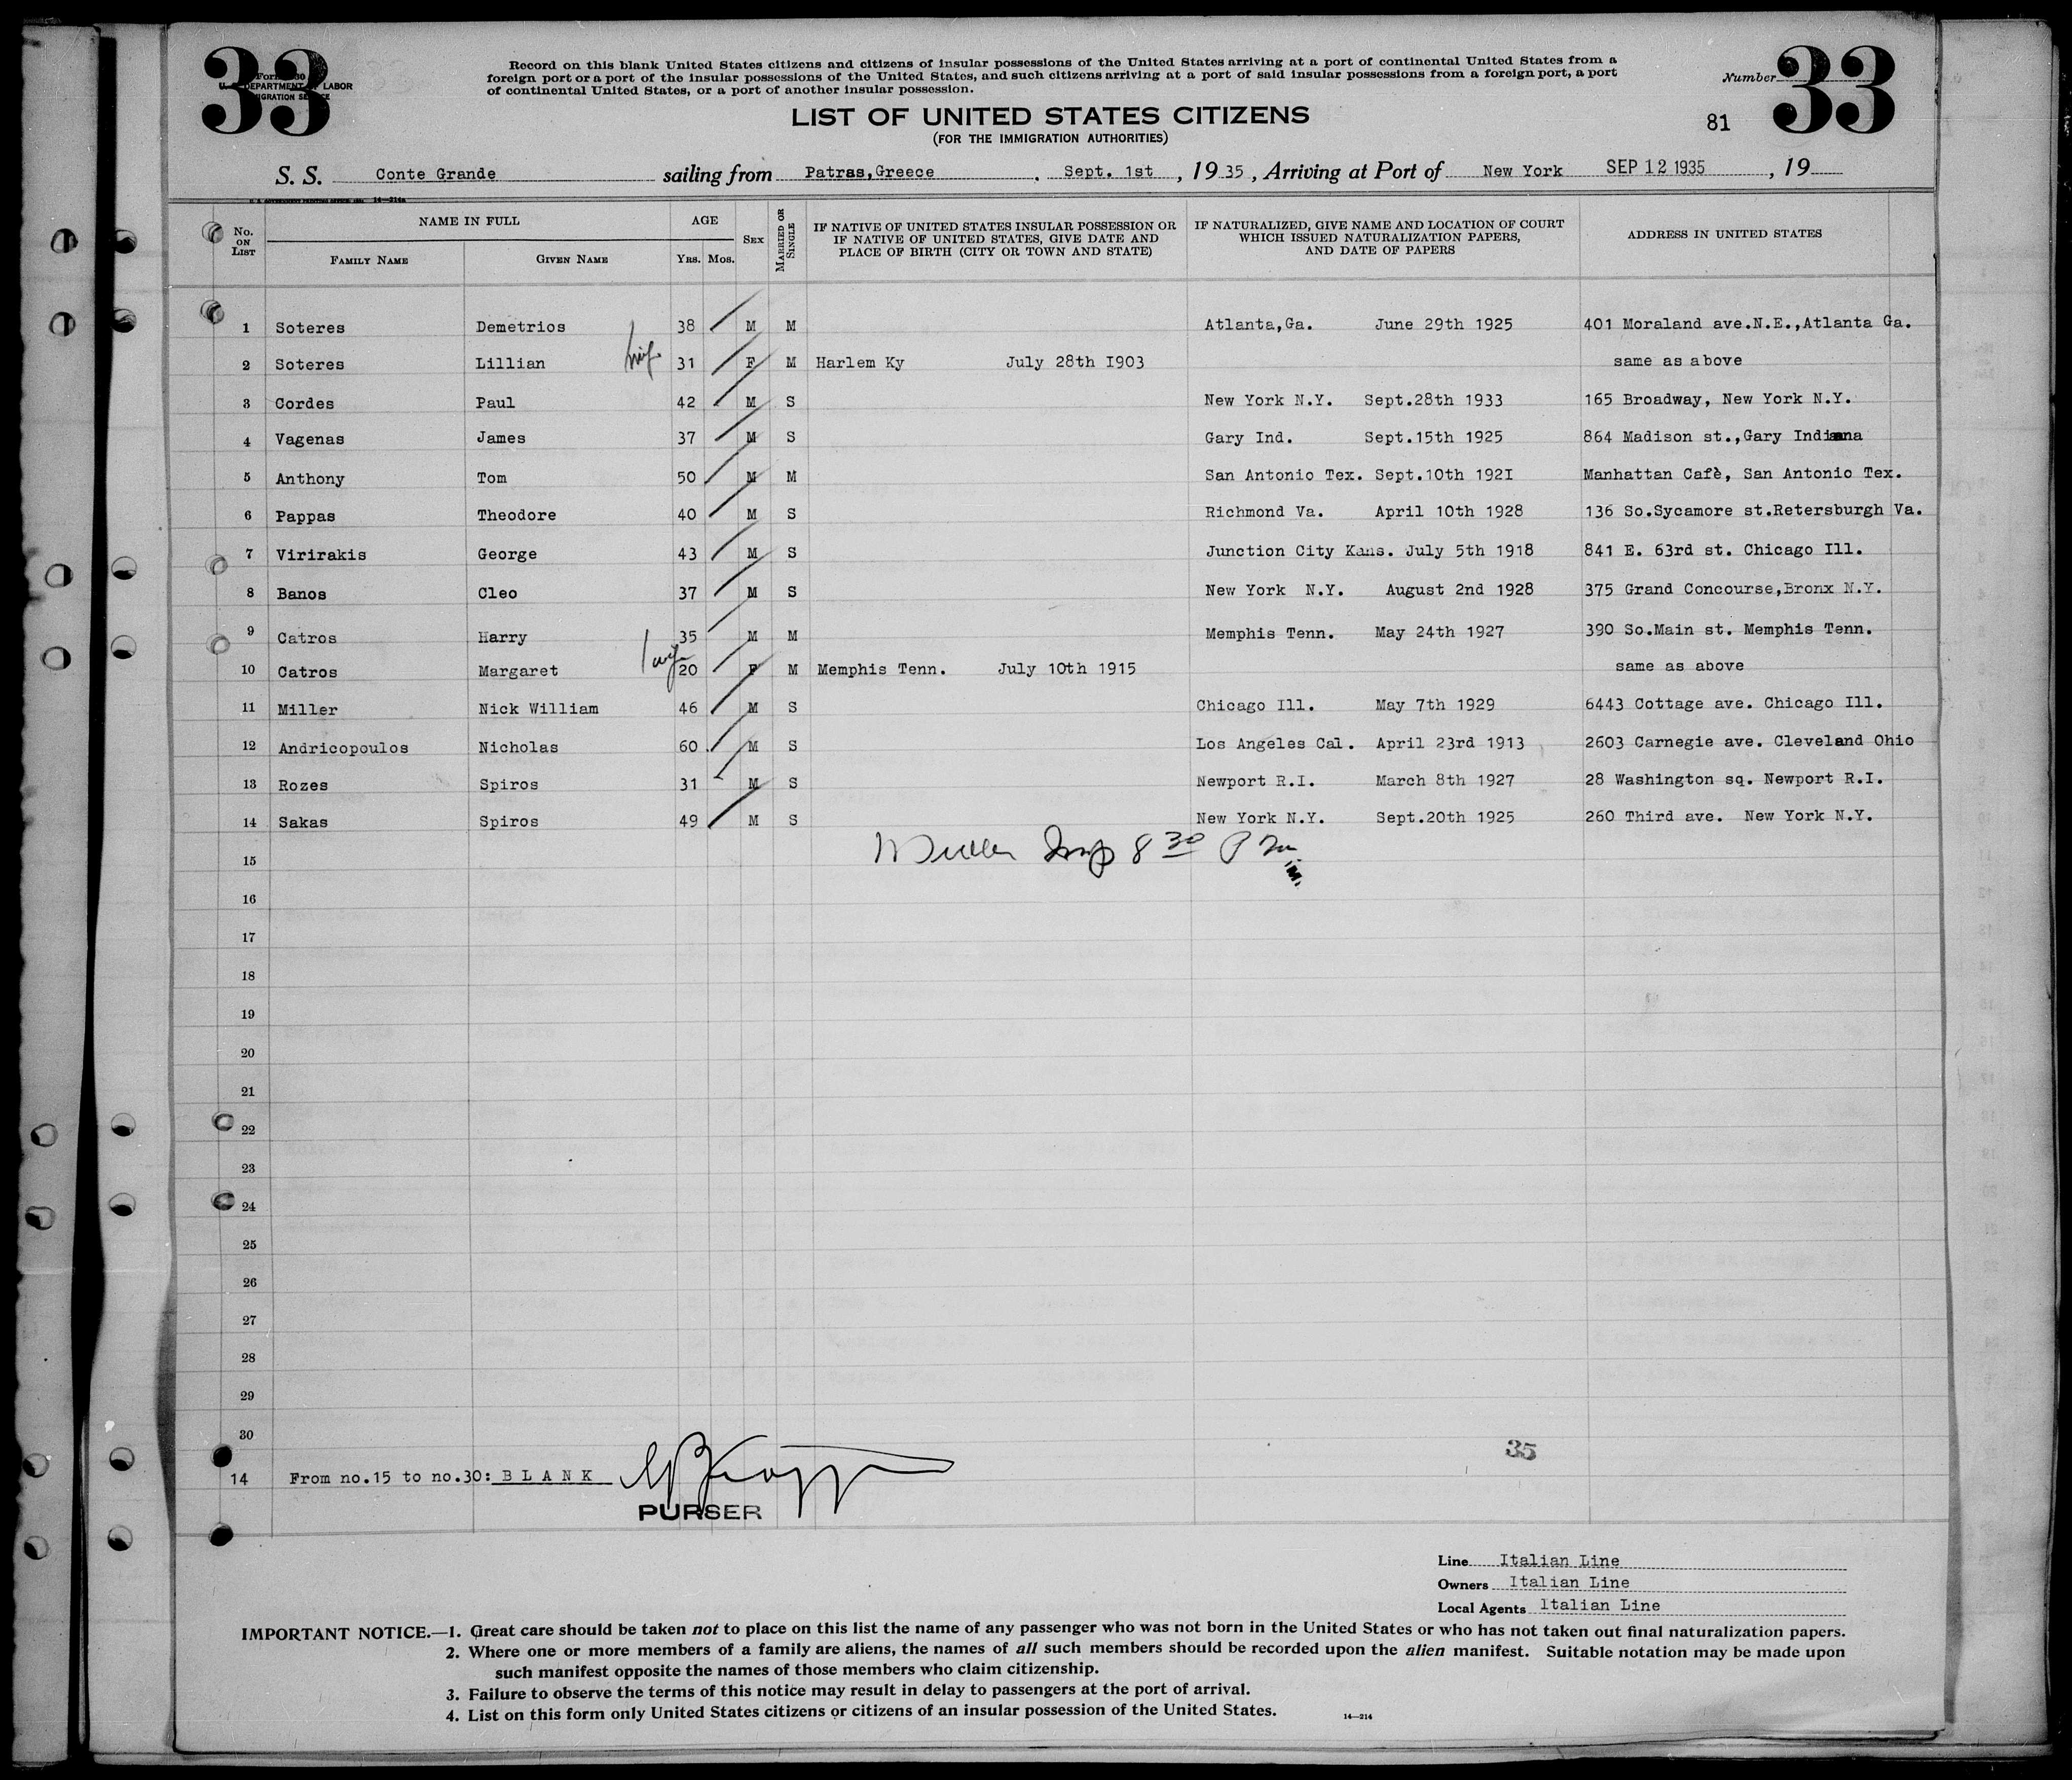 33
Form 630
U. S. DEPARTMENT OF LABOR
IMMIGRATION SERVICE
Record on this blank United States citizens and citizens of insular possessions of the United States arriving at a port of continental United States from a
foreign port or a port of the insular possessions of the United States, and such citizens arriving at a port of said insular possessions from a foreign port, a port
of continental United States, or a port of another insular possession.
Number 33
LIST OF UNITED STATES CITIZENS
(FOR THE IMMIGRATION AUTHORITIES)
81
S. S. Conte Grande sailing from Patras,Greece . Sept. 1st , 19 35 , Arriving at Port of New York SEP 12 1935 , 19
No. ON LIST
NAME IN FULL
FAMILY NAME GIVEN NAME
AGE
YRS. MOS.
SEX
MARRIED OR SINGLE
IF NATIVE OF UNITED STATES INSULAR POSSESSION OR
IF NATIVE OF UNITED STATES, GIVE DATE AND
PLACE OF BIRTH (CITY OR TOWN AND STATE)
IF NATURALIZED, GIVE NAME AND LOCATION OF COURT
WHICH ISSUED NATURALIZATION PAPERS,
AND DATE OF PAPERS
ADDRESS IN UNITED STATES
1 Soteres Demetrios 38 M M Atlanta,Ga. June 29th 1925 401 Moraland ave.N.E.,Atlanta Ga.
2 Soteres Lillian wife 31 F M Harlem Ky July 28th I903 same as above
3 Cordes Paul 42 M S New York N.Y. Sept.28th 1933 165 Broadway, New York N.Y.
4 Vagenas James 37 M S Gary Ind. Sept.15th 1925 864 Madison st.,Gary Indiana
5 Anthony Tom 50 M M San Antonio Tex. Sept.10th 192I Manhattan Cafè, San Antonio Tex.
6 Pappas Theodore 40 M S Richmond Va. April 10th 1928 136 So.Sycamore st.Retersburgh Va.
7 Virirakis George 43 M S Junction City Kans. July 5th 1918 841 E. 63rd st. Chicago Ill.
8 Banos Cleo 37 M S New York N.Y. August 2nd 1928 375 Grand Concourse,Bronx N.Y.
9 Catros Harry 35 M M Memphis Tenn. May 24th 1927 390 So.Main st. Memphis Tenn.
10 Catros Margaret wife 20 F M Memphis Tenn. July 10th 1915 same as above
11 Miller Nick William 46 M S Chicago Ill. May 7th 1929 6443 Cottage ave. Chicago Ill.
12 Andricopoulos Nicholas 60 M S Los Angeles Cal. April 23rd 1913 2603 Carnegie ave. Cleveland Ohio
13 Rozes Spiros 31 M S Newport R.I. March 8th 1927 28 Washington sq. Newport R.I.
14 Sakas Spiros 49 M S New York N.Y. Sept.20th 1925 260 Third ave. New York N.Y.
15 Insp 8 30 P m
16
17
18
19
20
21
22
23
24
25
26
27
28
29
30
35
14 From no.15 to no.30: B L A N K
PURSER
Line Italian Line
Owners Italian Line
Local Agents Italian Line
IMPORTANT NOTICE.—1. Great care should be taken not to place on this list the name of any passenger who was not born in the United States or who has not taken out final naturalization papers.
2. Where one or more members of a family are aliens, the names of all such members should be recorded upon the alien manifest. Suitable notation may be made upon
such manifest opposite the names of those members who claim citizenship.
3. Failure to observe the terms of this notice may result in delay to passengers at the port of arrival.
4. List on this form only United States citizens or citizens of an insular possession of the United States.
14—214